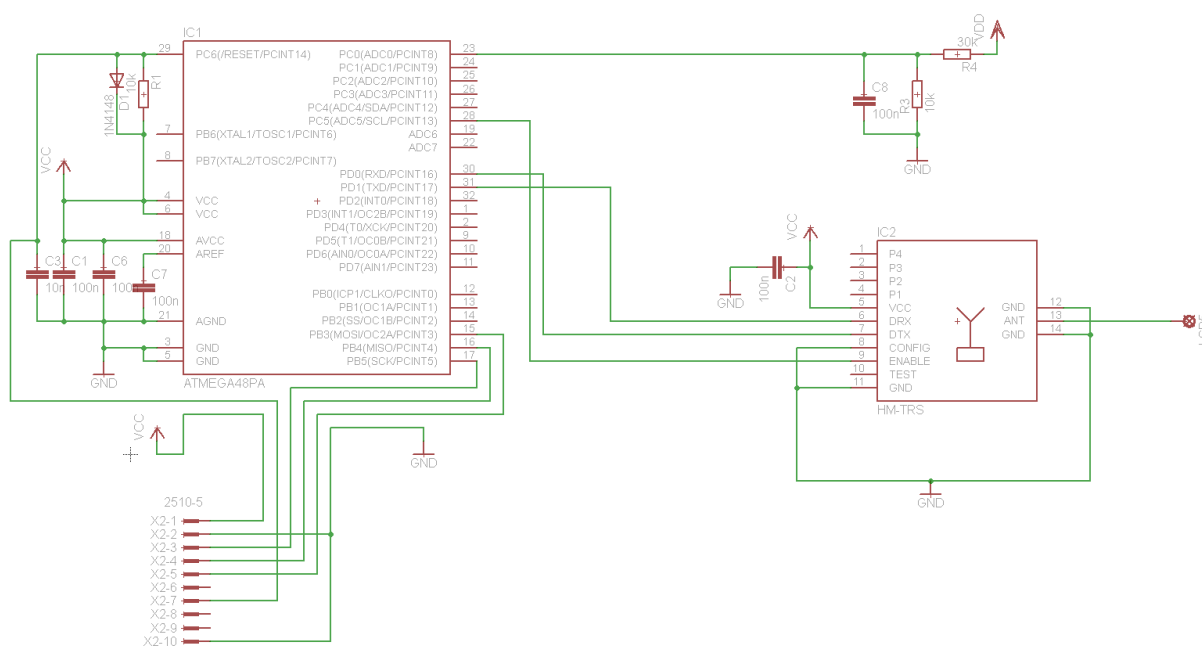 IC1
29 PC6(/RESET/PCINT14)
7 PB6(XTAL1/TOSC1/PCINT6)
8 PB7(XTAL2/TOSC2/PCINT7)
4 VCC
6 VCC
18 AVCC
20 AREF
21 AGND
3 GND
5 GND
PC0(ADC0/PCINT8) 23
PC1(ADC1/PCINT9) 24
PC2(ADC2/PCINT10) 25
PC3(ADC3/PCINT11) 26
PC4(ADC4/SDA/PCINT12) 27
PC5(ADC5/SCL/PCINT13) 28
ADC6 19
ADC7 22
PD0(RXD/PCINT16) 30
PD1(TXD/PCINT17) 31
PD2(INT0/PCINT18) 32
PD3(INT1/OC2B/PCINT19) 1
PD4(T0/XCK/PCINT20) 2
PD5(T1/OC0B/PCINT21) 9
PD6(AIN0/OC0A/PCINT22) 10
PD7(AIN1/PCINT23) 11
PB0(ICP1/CLKO/PCINT0) 12
PB1(OC1A/PCINT1) 13
PB2(SS/OC1B/PCINT2) 14
PB3(MOSI/OC2A/PCINT3) 15
PB4(MISO/PCINT4) 16
PB5(SCK/PCINT5) 17
ATMEGA48PA
1N4148
D1
10k
R1
VCC
C3
10n
C1
100n
C6
100
C7
100n
GND
VDD
30k
R4
C8
100n
R3
10k
GND
VCC
100n
C2
GND
IC2
1 P4
2 P3
3 P2
4 P1
5 VCC
6 DRX
7 DTX
8 CONFIG
9 ENABLE
10 TEST
11 GND
GND 12
ANT 13
GND 14
HM-TRS
GND
VCC
GND
2510-5
X2-1
X2-2
X2-3
X2-4
X2-5
X2-6
X2-7
X2-8
X2-9
X2-10